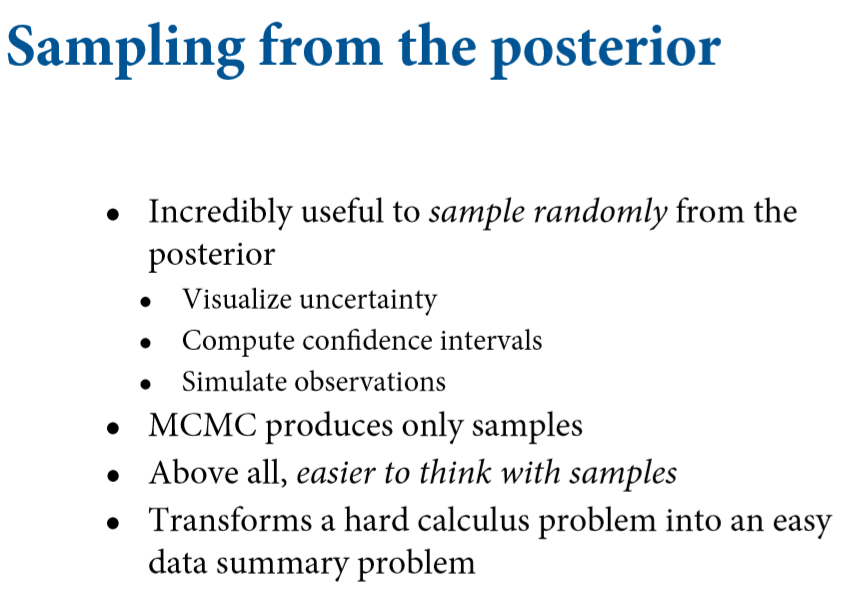 Sampling from the posterior
• Incredibly useful to sample randomly from the
posterior
• Visualize uncertainty
• Compute confidence intervals
• Simulate observations
• MCMC produces only samples
• Above all, easier to think with samples
• Transforms a hard calculus problem into an easy
data summary problem